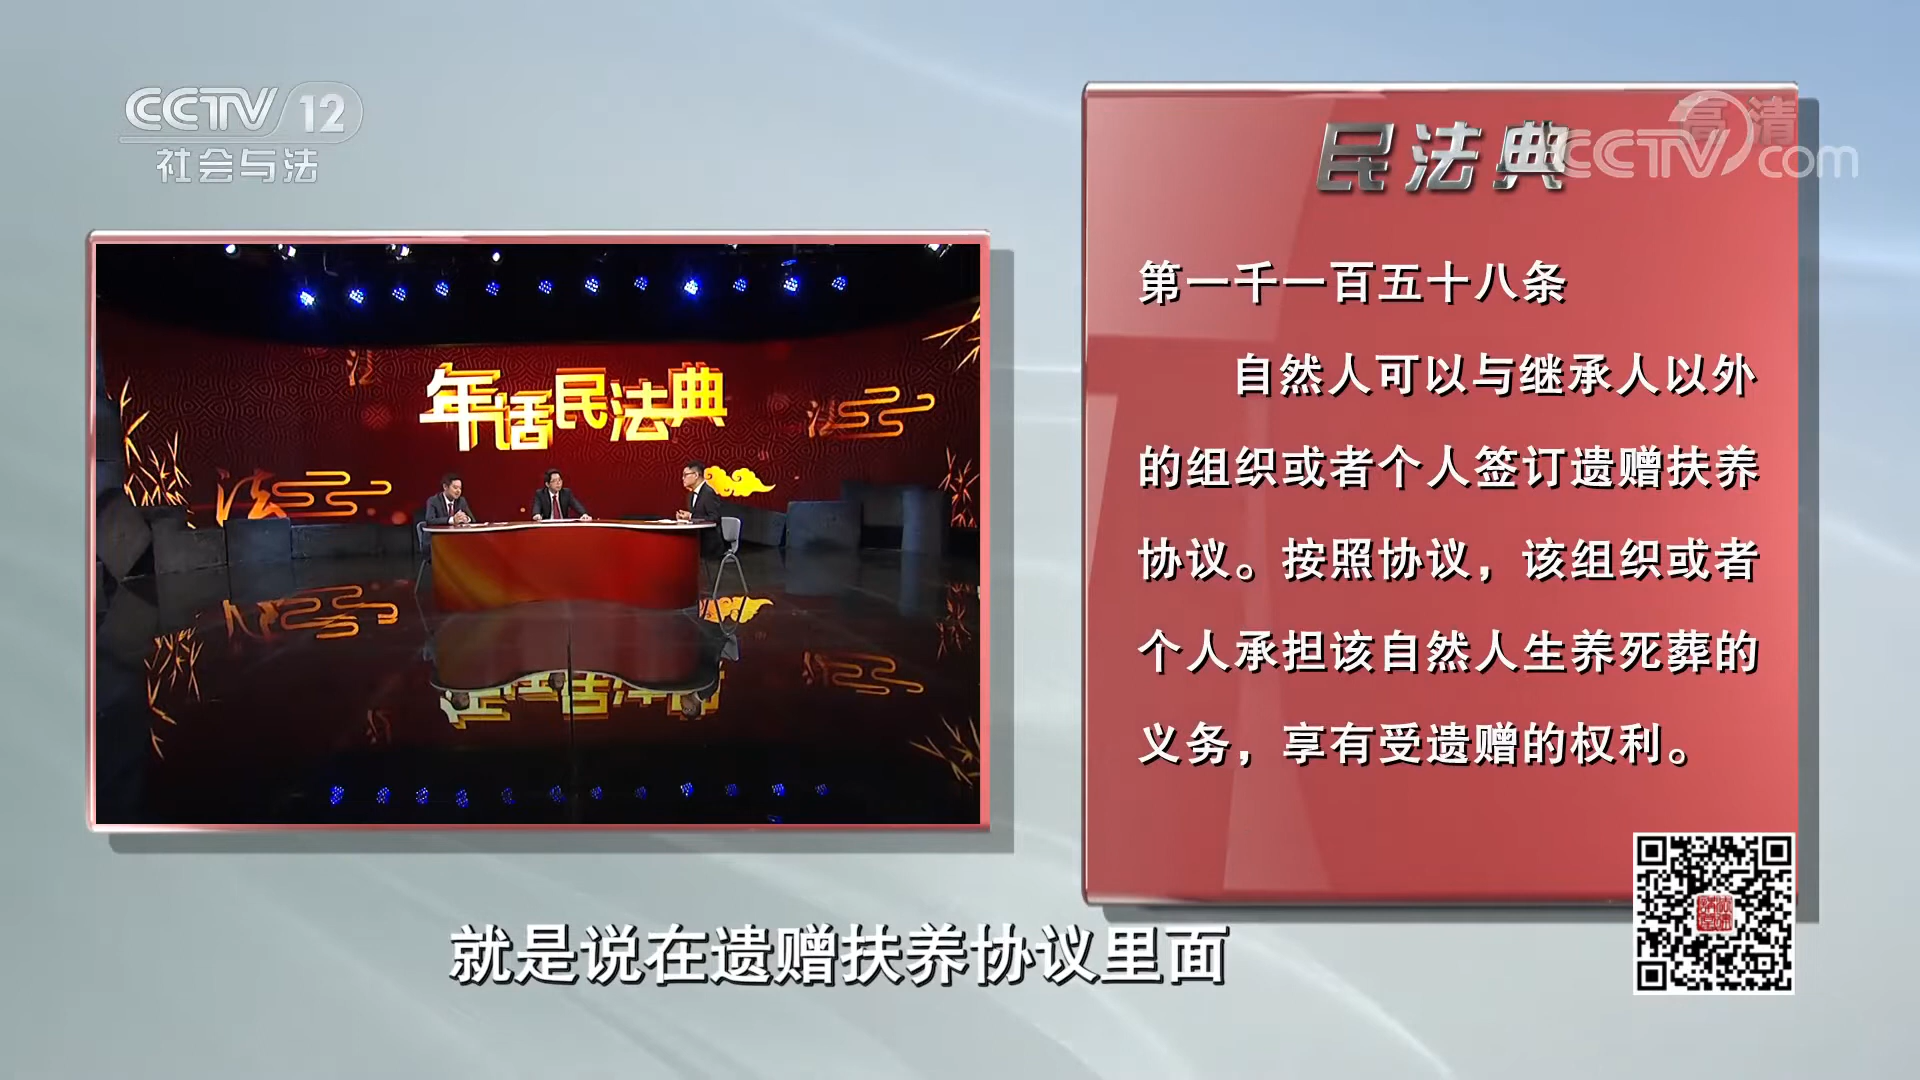 CCTV 12
社会与法
高清
CCTV.com
年话民法典
法
法
法
民法典
第一千一百五十八条
自然人可以与继承人以外
的组织或者个人签订遗赠扶养
协议。按照协议，该组织或者
个人承担该自然人生养死葬的
义务，享有受遗赠的权利。
就是说在遗赠扶养协议里面